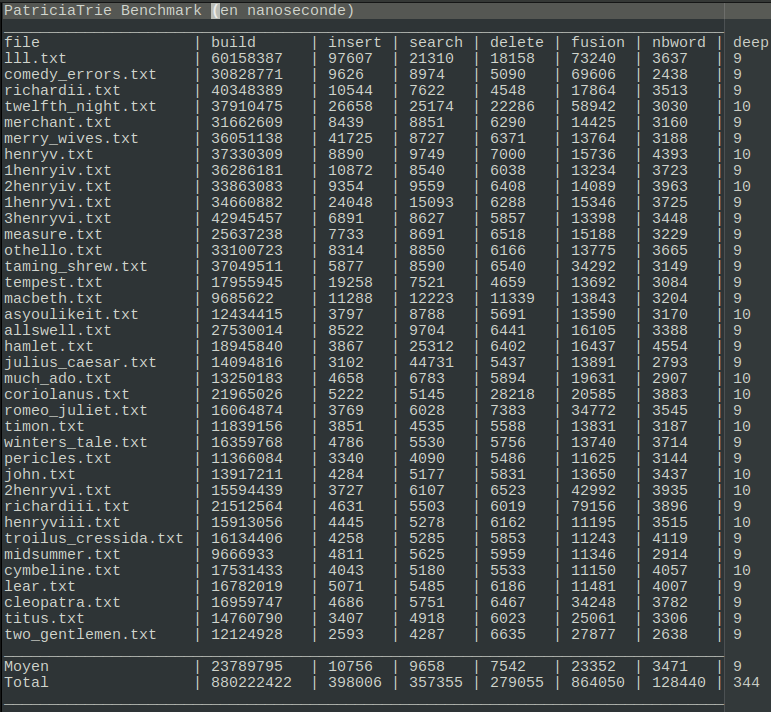 PatriciaTrie Benchmark (en nanoseconde)
file | build | insert | search | delete | fusion | nbword | deep
lll.txt | 60158387 | 97607 | 21310 | 18158 | 73240 | 3637 | 9
comedy_errors.txt | 30828771 | 9626 | 8974 | 5090 | 69606 | 2438 | 9
richardii.txt | 40348389 | 10544 | 7622 | 4548 | 17864 | 3513 | 9
twelfth_night.txt | 37910475 | 26658 | 25174 | 22286 | 58942 | 3030 | 10
merchant.txt | 31662609 | 8439 | 8851 | 6290 | 14425 | 3160 | 9
merry_wives.txt | 36051138 | 41725 | 8727 | 6371 | 13764 | 3188 | 9
henryv.txt | 37330309 | 8890 | 9749 | 7000 | 15736 | 4393 | 10
1henryiv.txt | 36286181 | 10872 | 8540 | 6038 | 13234 | 3723 | 9
2henryiv.txt | 33863083 | 9354 | 9559 | 6408 | 14089 | 3963 | 10
1henryvi.txt | 34660882 | 24048 | 15093 | 6288 | 15346 | 3725 | 9
3henryvi.txt | 42945457 | 6891 | 8627 | 5857 | 13398 | 3448 | 9
measure.txt | 25637238 | 7733 | 8691 | 6518 | 15188 | 3229 | 9
othello.txt | 33100723 | 8314 | 8850 | 6166 | 13775 | 3665 | 9
taming_shrew.txt | 37049511 | 5877 | 8590 | 6540 | 34292 | 3149 | 9
tempest.txt | 17955945 | 19258 | 7521 | 4659 | 13692 | 3084 | 9
macbeth.txt | 9685622 | 11288 | 12223 | 11339 | 13843 | 3204 | 9
asyoulikeit.txt | 12434415 | 3797 | 8788 | 5691 | 13590 | 3170 | 10
allswell.txt | 27530014 | 8522 | 9704 | 6441 | 16105 | 3388 | 9
hamlet.txt | 18945840 | 3867 | 25312 | 6402 | 16437 | 4554 | 9
julius_caesar.txt | 14094816 | 3102 | 44731 | 5437 | 13891 | 2793 | 9
much_ado.txt | 13250183 | 4658 | 6783 | 5894 | 19631 | 2907 | 10
coriolanus.txt | 21965026 | 5222 | 5145 | 28218 | 20585 | 3883 | 10
romeo_juliet.txt | 16064874 | 3769 | 6028 | 7383 | 34772 | 3545 | 9
timon.txt | 11839156 | 3851 | 4535 | 5588 | 13831 | 3187 | 10
winters_tale.txt | 16359768 | 4786 | 5530 | 5756 | 13740 | 3714 | 9
pericles.txt | 11366084 | 3340 | 4090 | 5486 | 11625 | 3144 | 9
john.txt | 13917211 | 4284 | 5177 | 5831 | 13650 | 3437 | 10
2henryvi.txt | 15594439 | 3727 | 6107 | 6523 | 42992 | 3935 | 10
richardiii.txt | 21512564 | 4631 | 5503 | 6019 | 79156 | 3896 | 9
henryviii.txt | 15913056 | 4445 | 5278 | 6162 | 11195 | 3515 | 10
troilus_cressida.txt | 16134406 | 4258 | 5285 | 5853 | 11243 | 4119 | 9
midsummer.txt | 9666933 | 4811 | 5625 | 5959 | 11346 | 2914 | 9
cymbeline.txt | 17531433 | 4043 | 5180 | 5533 | 11150 | 4057 | 10
lear.txt | 16782019 | 5071 | 5485 | 6186 | 11481 | 4007 | 9
cleopatra.txt | 16959747 | 4686 | 5751 | 6467 | 34248 | 3782 | 9
titus.txt | 14760790 | 3407 | 4918 | 6023 | 25061 | 3306 | 9
two_gentlemen.txt | 12124928 | 2593 | 4287 | 6635 | 27877 | 2638 | 9
Moyen | 23789795 | 10756 | 9658 | 7542 | 23352 | 3471 | 9
Total | 880222422 | 398006 | 357355 | 279055 | 864050 | 128440 | 344